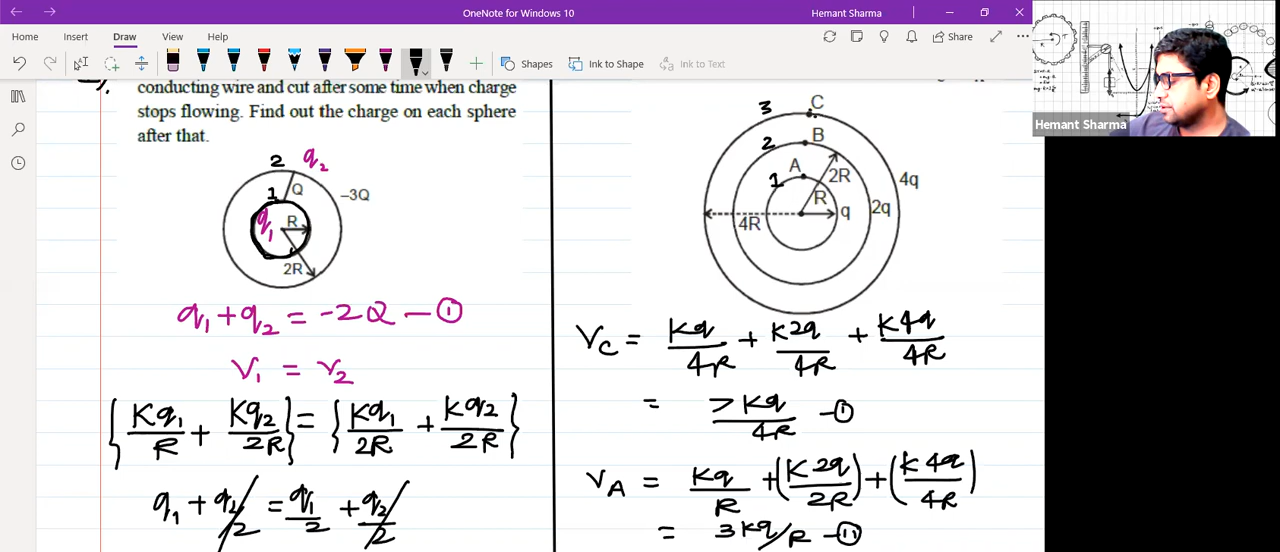 OneNote for Windows 10
Hemant Sharma
Home Insert Draw View Help
Share
Shapes Ink to Shape Ink to Text
conducting wire and cut after some time when charge
stops flowing. Find out the charge on each sphere
after that.
2 q₂
1 Q -3Q
q₁ R
2R
q₁ + q₂ = -2Q - ①
V₁ = V₂
{Kq₁/R + Kq₂/2R} = {Kq₁/2R + Kq₂/2R}
q₁ + q₂/2 = q₁/2 + q₂/2
3 C
2 B
1 A 2R 4q
R q 2q
4R
V_C = Kq/4R + K2q/4R + K4q/4R
= 7Kq/4R - ①
V_A = Kq/R + (K2q/2R) + (K4q/4R)
= 3Kq/R - ②
Hemant Sharma